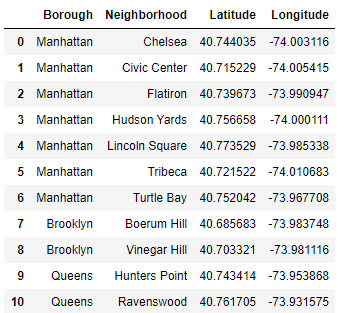 Borough Neighborhood Latitude Longitude
0 Manhattan Chelsea 40.744035 -74.003116
1 Manhattan Civic Center 40.715229 -74.005415
2 Manhattan Flatiron 40.739673 -73.990947
3 Manhattan Hudson Yards 40.756658 -74.000111
4 Manhattan Lincoln Square 40.773529 -73.985338
5 Manhattan Tribeca 40.721522 -74.010683
6 Manhattan Turtle Bay 40.752042 -73.967708
7 Brooklyn Boerum Hill 40.685683 -73.983748
8 Brooklyn Vinegar Hill 40.703321 -73.981116
9 Queens Hunters Point 40.743414 -73.953868
10 Queens Ravenswood 40.761705 -73.931575